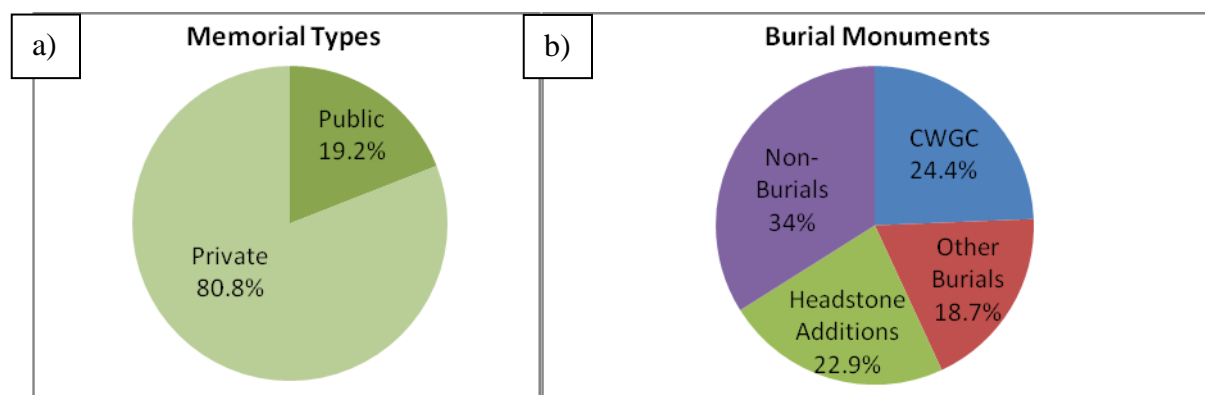 a)
Memorial Types
Public
19.2%
Private
80.8%
b)
Burial Monuments
CWGC
24.4%
Non-
Burials
34%
Other
Burials
18.7%
Headstone
Additions
22.9%